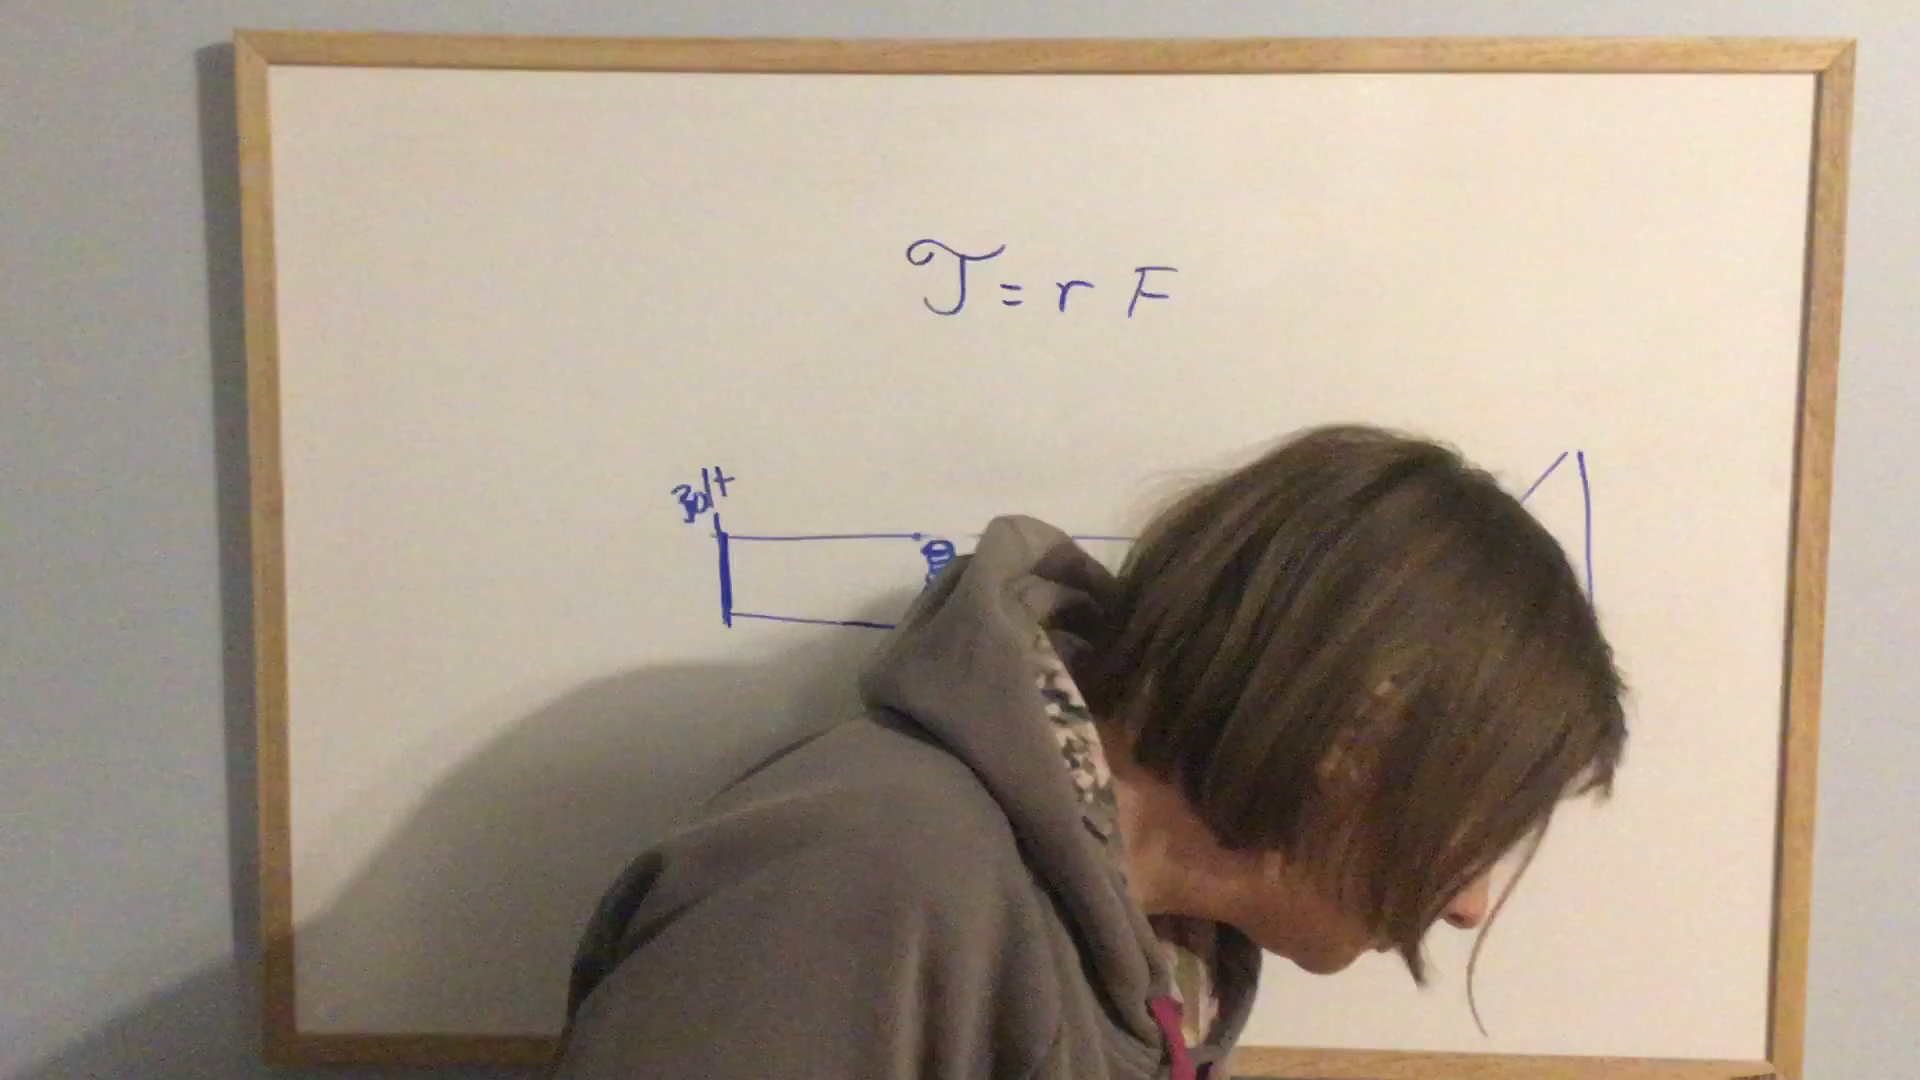 𝒯 = r F
Bolt